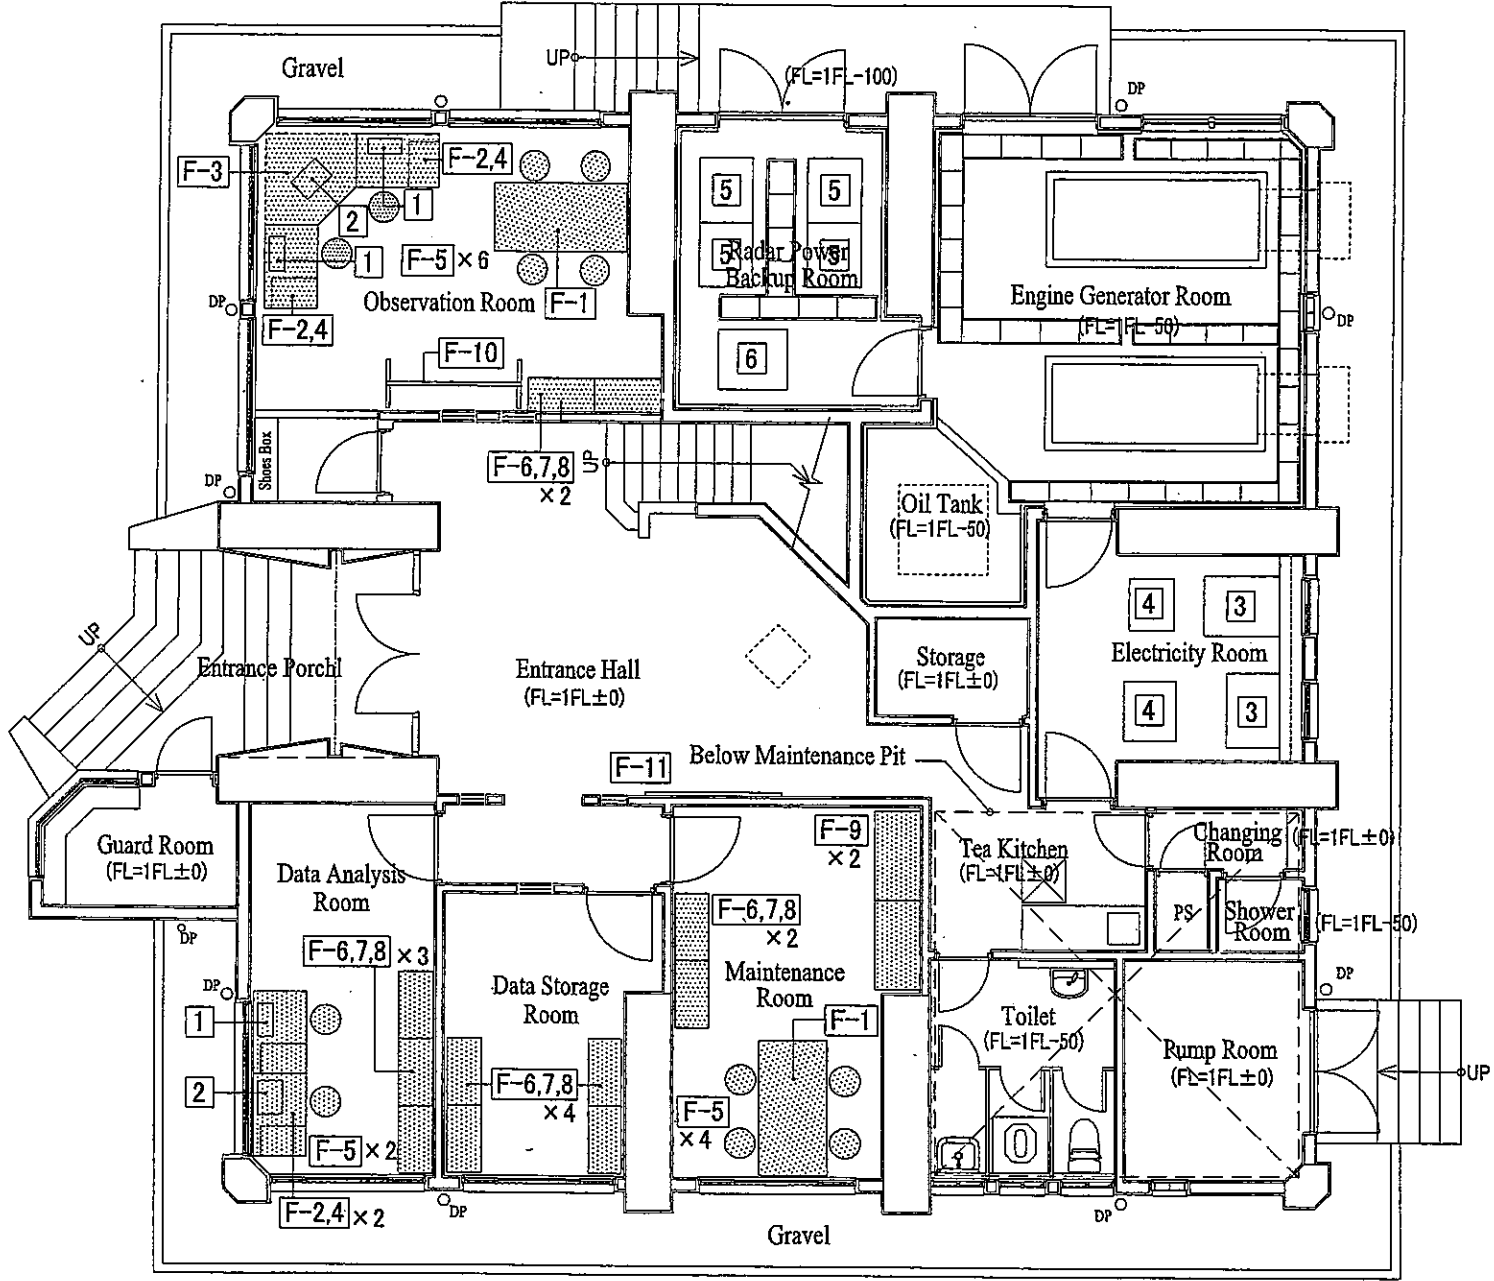 Gravel
UP
(FL=1FL-100)
DP
F-3
F-2,4
1
2
1
F-5 ×6
F-1
Observation Room
F-2,4
F-10
DP
5
5
5
5
Radar Power
Backup Room
6
Engine Generator Room
(FL=1FL-50)
DP
Shoes Box
F-6,7,8
×2
UP
DP
Oil Tank
(FL=1FL-50)
4
3
Electricity Room
4
3
UP
Entrance Porch
Entrance Hall
(FL=1FL±0)
Storage
(FL=1FL±0)
F-11
Below Maintenance Pit
Guard Room
(FL=1FL±0)
DP
Data Analysis
Room
F-6,7,8 ×3
DP
1
2
F-5 ×2
F-2,4 ×2
Data Storage
Room
F-6,7,8
×4
DP
F-9
×2
F-6,7,8
×2
Maintenance
Room
F-1
F-5
×4
Tea Kitchen
(FL=1FL±0)
Changing
Room
(FL=1FL±0)
PS
Shower
Room
(FL=1FL-50)
Toilet
(FL=1FL-50)
Pump Room
(FL=1FL±0)
DP
UP
DP
Gravel